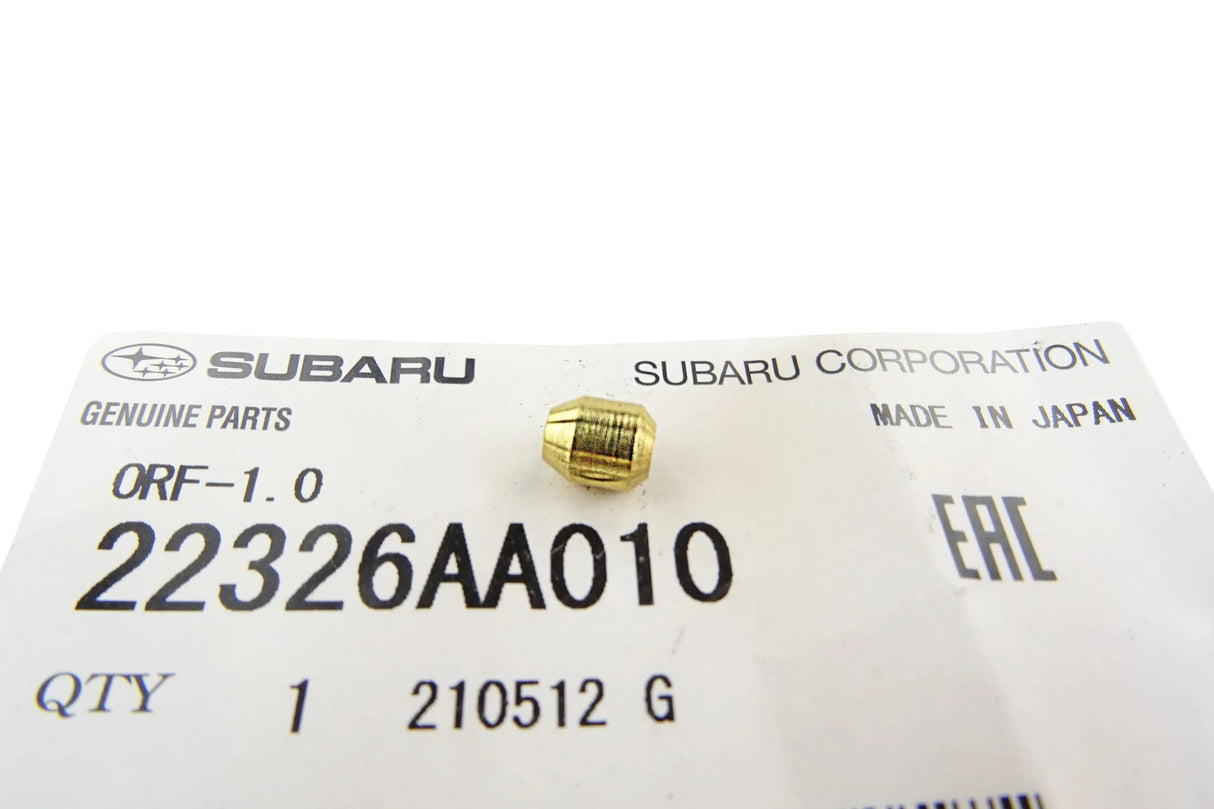 SUBARU SUBARU CORPORATION
GENUINE PARTS MADE IN JAPAN
ORF-1.0
22326AA010 EAC
QTY 1 210512 G